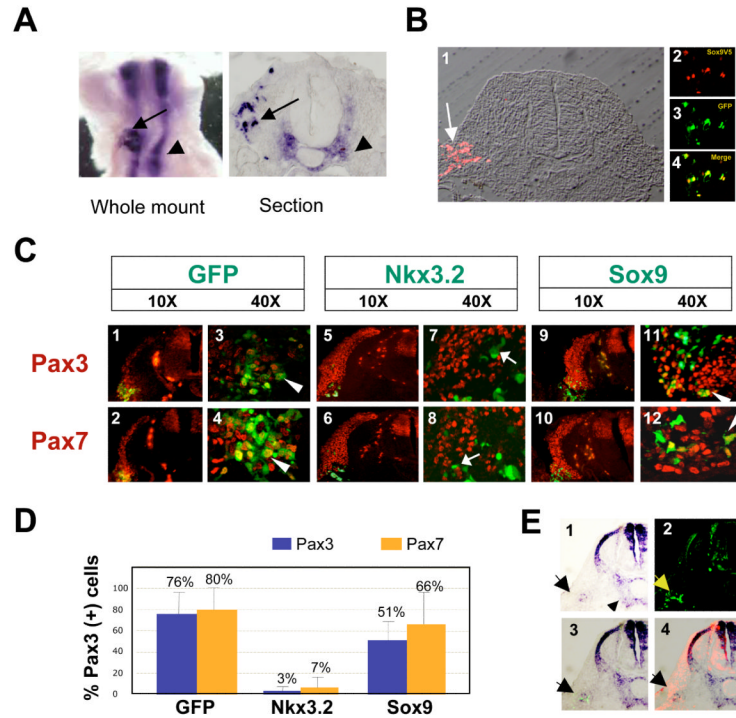 A
Whole mount
Section
B
1
2
Sox9V5
3
GFP
4
Merge
C
GFP
Nkx3.2
Sox9
10X
40X
10X
40X
10X
40X
Pax3
1
3
5
7
9
11
Pax7
2
4
6
8
10
12
D
Pax3
Pax7
% Pax3 (+) cells
100
80
60
40
20
0
76%
80%
3%
7%
51%
66%
GFP
Nkx3.2
Sox9
E
1
2
3
4